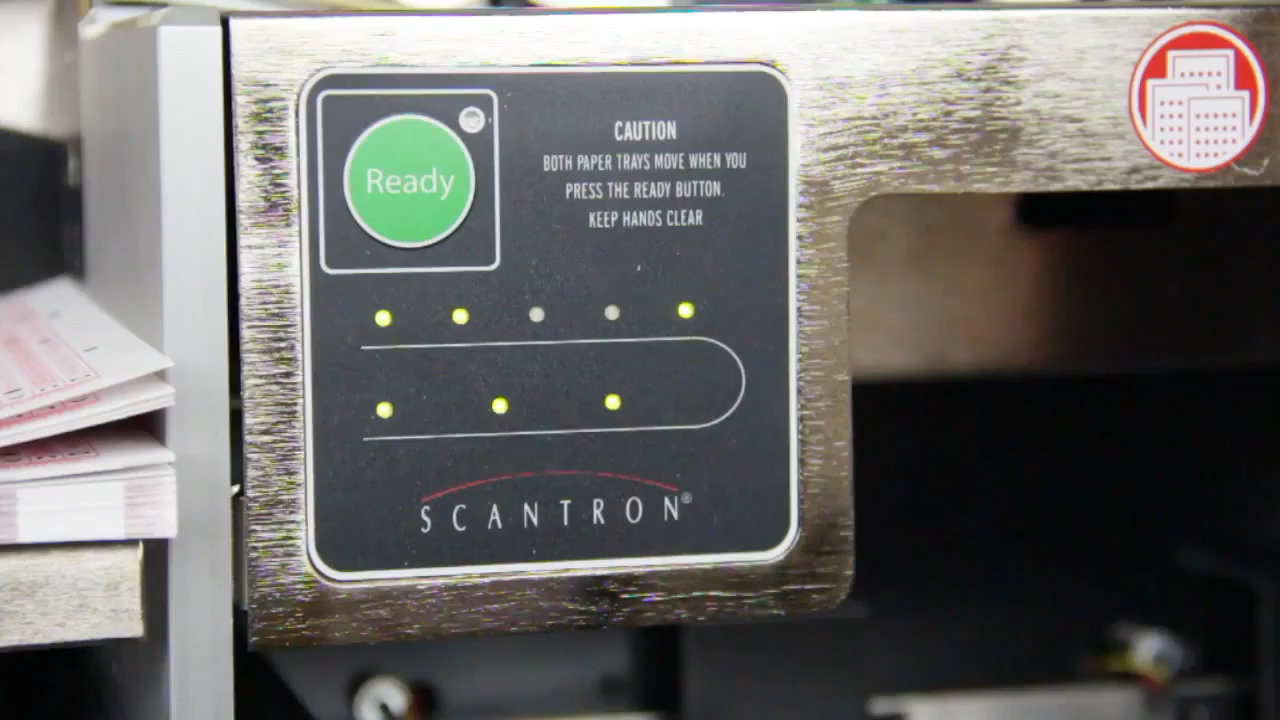 Ready
CAUTION
BOTH PAPER TRAYS MOVE WHEN YOU
PRESS THE READY BUTTON.
KEEP HANDS CLEAR
SCANTRON®